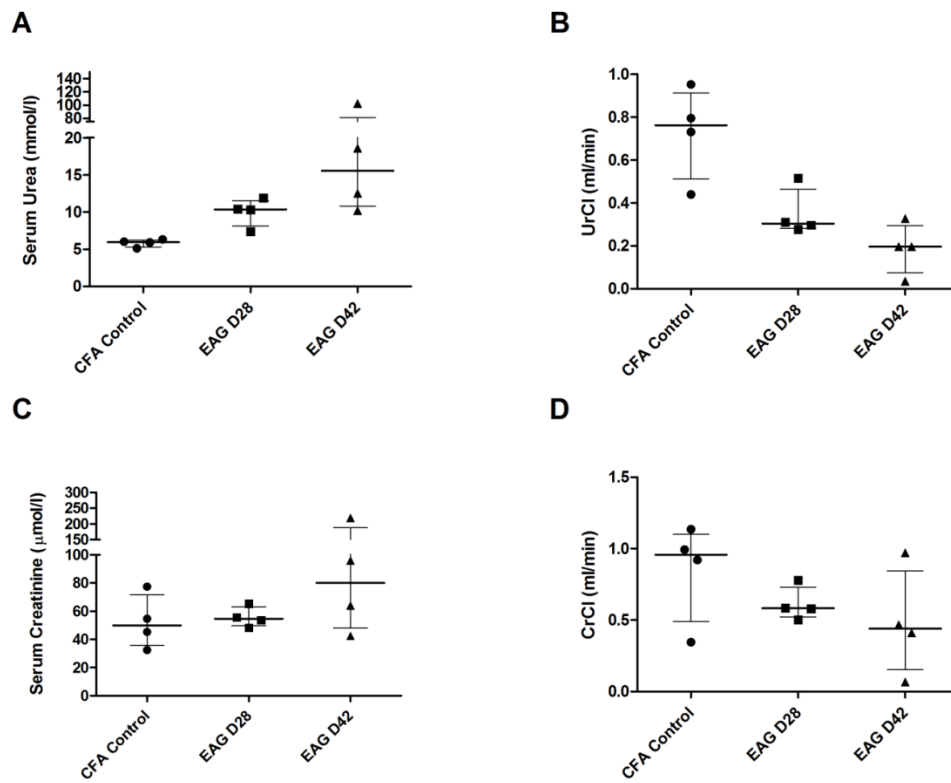 A
Serum Urea (mmol/l)
140
120
100
80
20
15
10
5
0
CFA Control
EAG D28
EAG D42
B
UrCl (ml/min)
1.0
0.8
0.6
0.4
0.2
0.0
CFA Control
EAG D28
EAG D42
C
Serum Creatinine (μmol/l)
300
250
200
150
100
80
60
40
20
0
CFA Control
EAG D28
EAG D42
D
CrCl (ml/min)
1.5
1.0
0.5
0.0
CFA Control
EAG D28
EAG D42